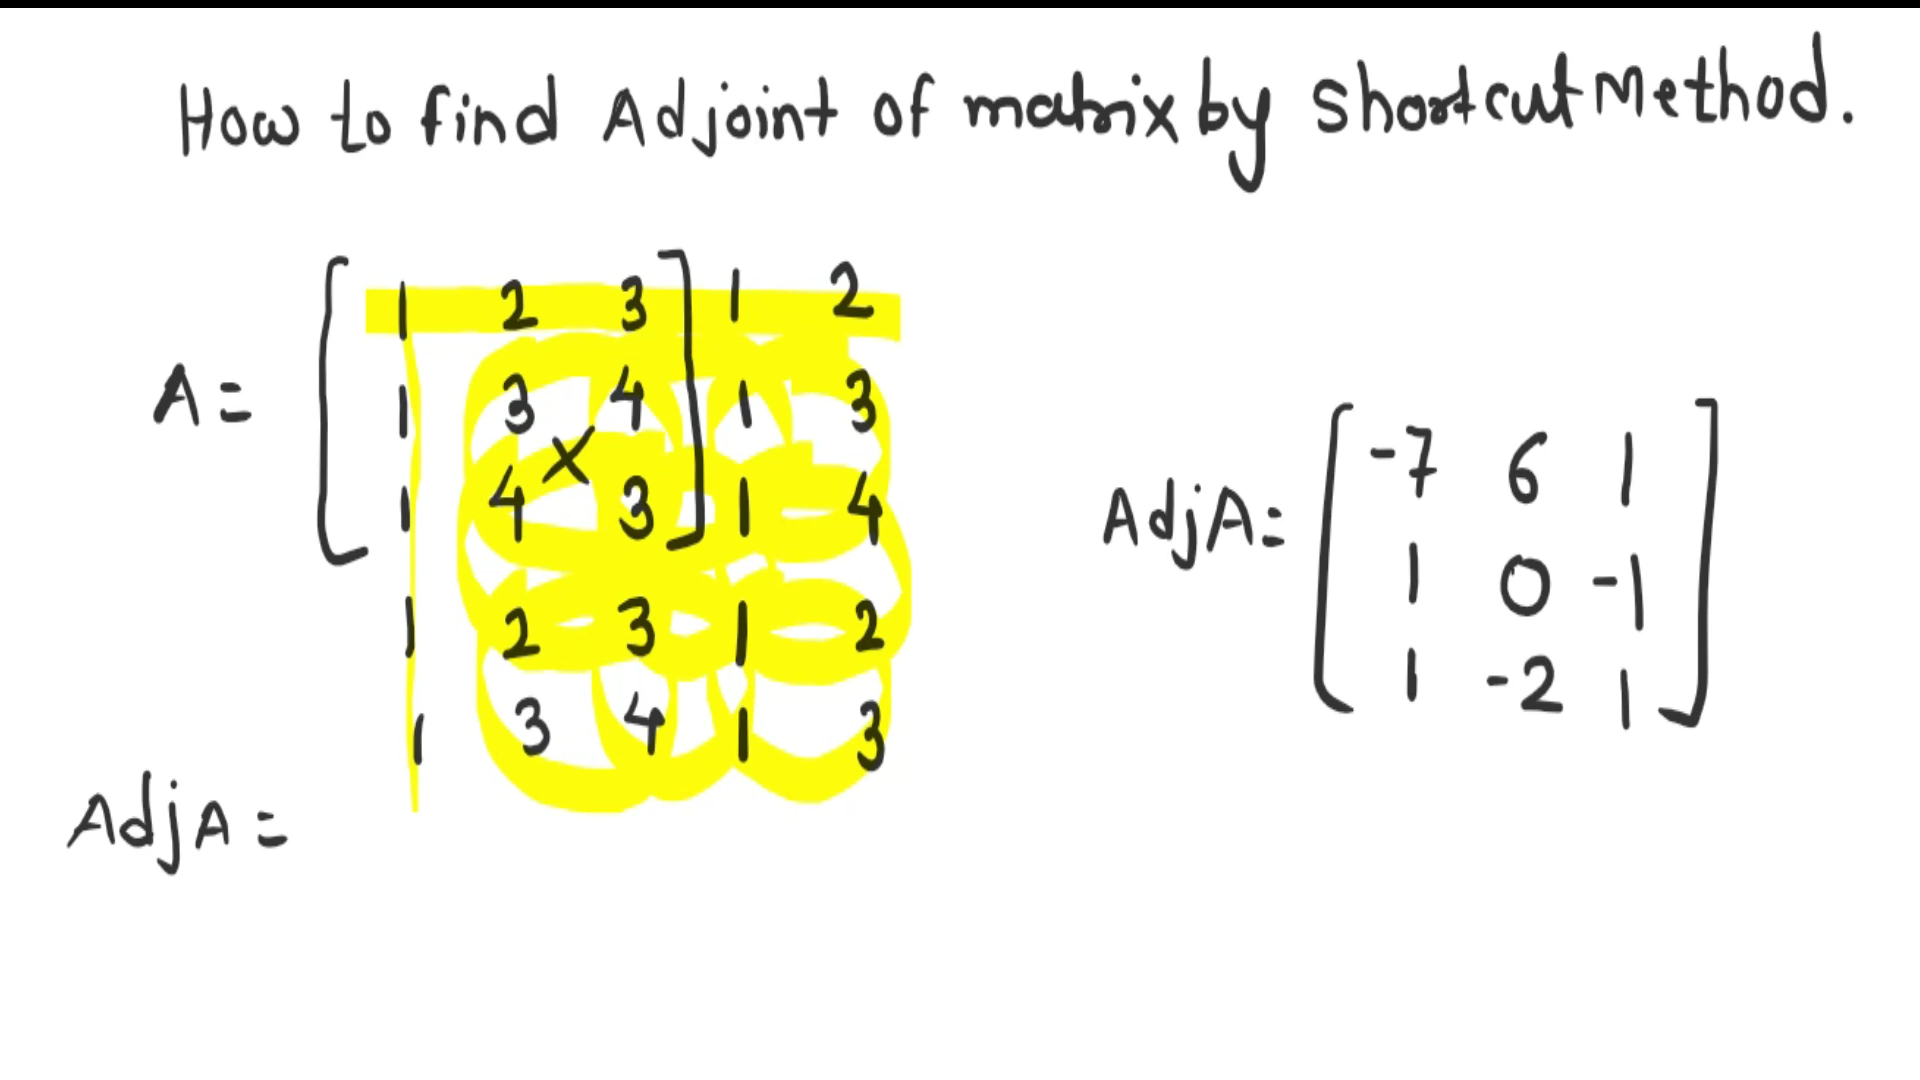 How to find Adjoint of matrix by Shortcut Method.
A= [ 1 2 3 ] 1 2
1 3 4 1 3
×
1 4 3 1 4
1 2 3 1 2
1 3 4 1 3
AdjA=
AdjA= [ -7 6 1
1 0 -1
1 -2 1 ]